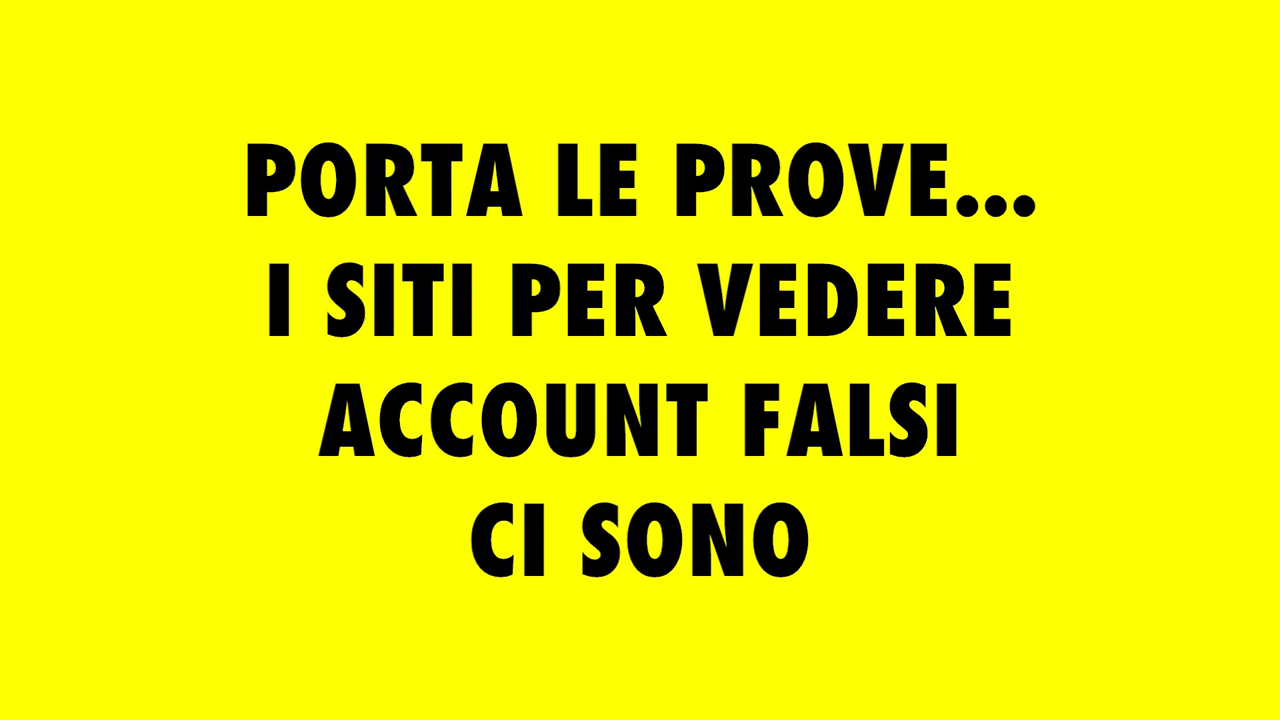 PORTA LE PROVE...
I SITI PER VEDERE
ACCOUNT FALSI
CI SONO